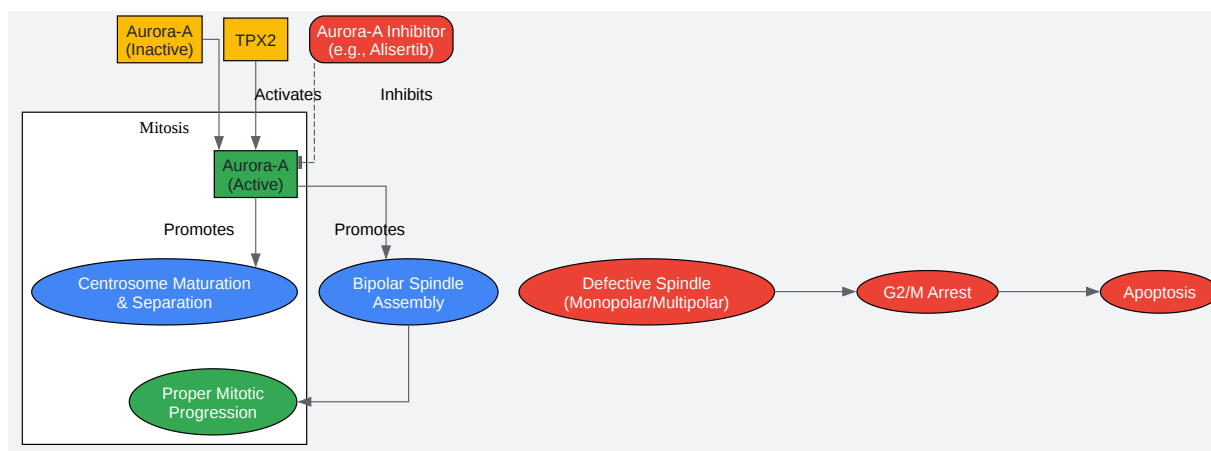 Aurora-A
(Inactive)
TPX2
Aurora-A Inhibitor
(e.g., Alisertib)
Activates
Inhibits
Mitosis
Aurora-A
(Active)
Promotes
Promotes
Centrosome Maturation
& Separation
Bipolar Spindle
Assembly
Defective Spindle
(Monopolar/Multipolar)
G2/M Arrest
Apoptosis
Proper Mitotic
Progression